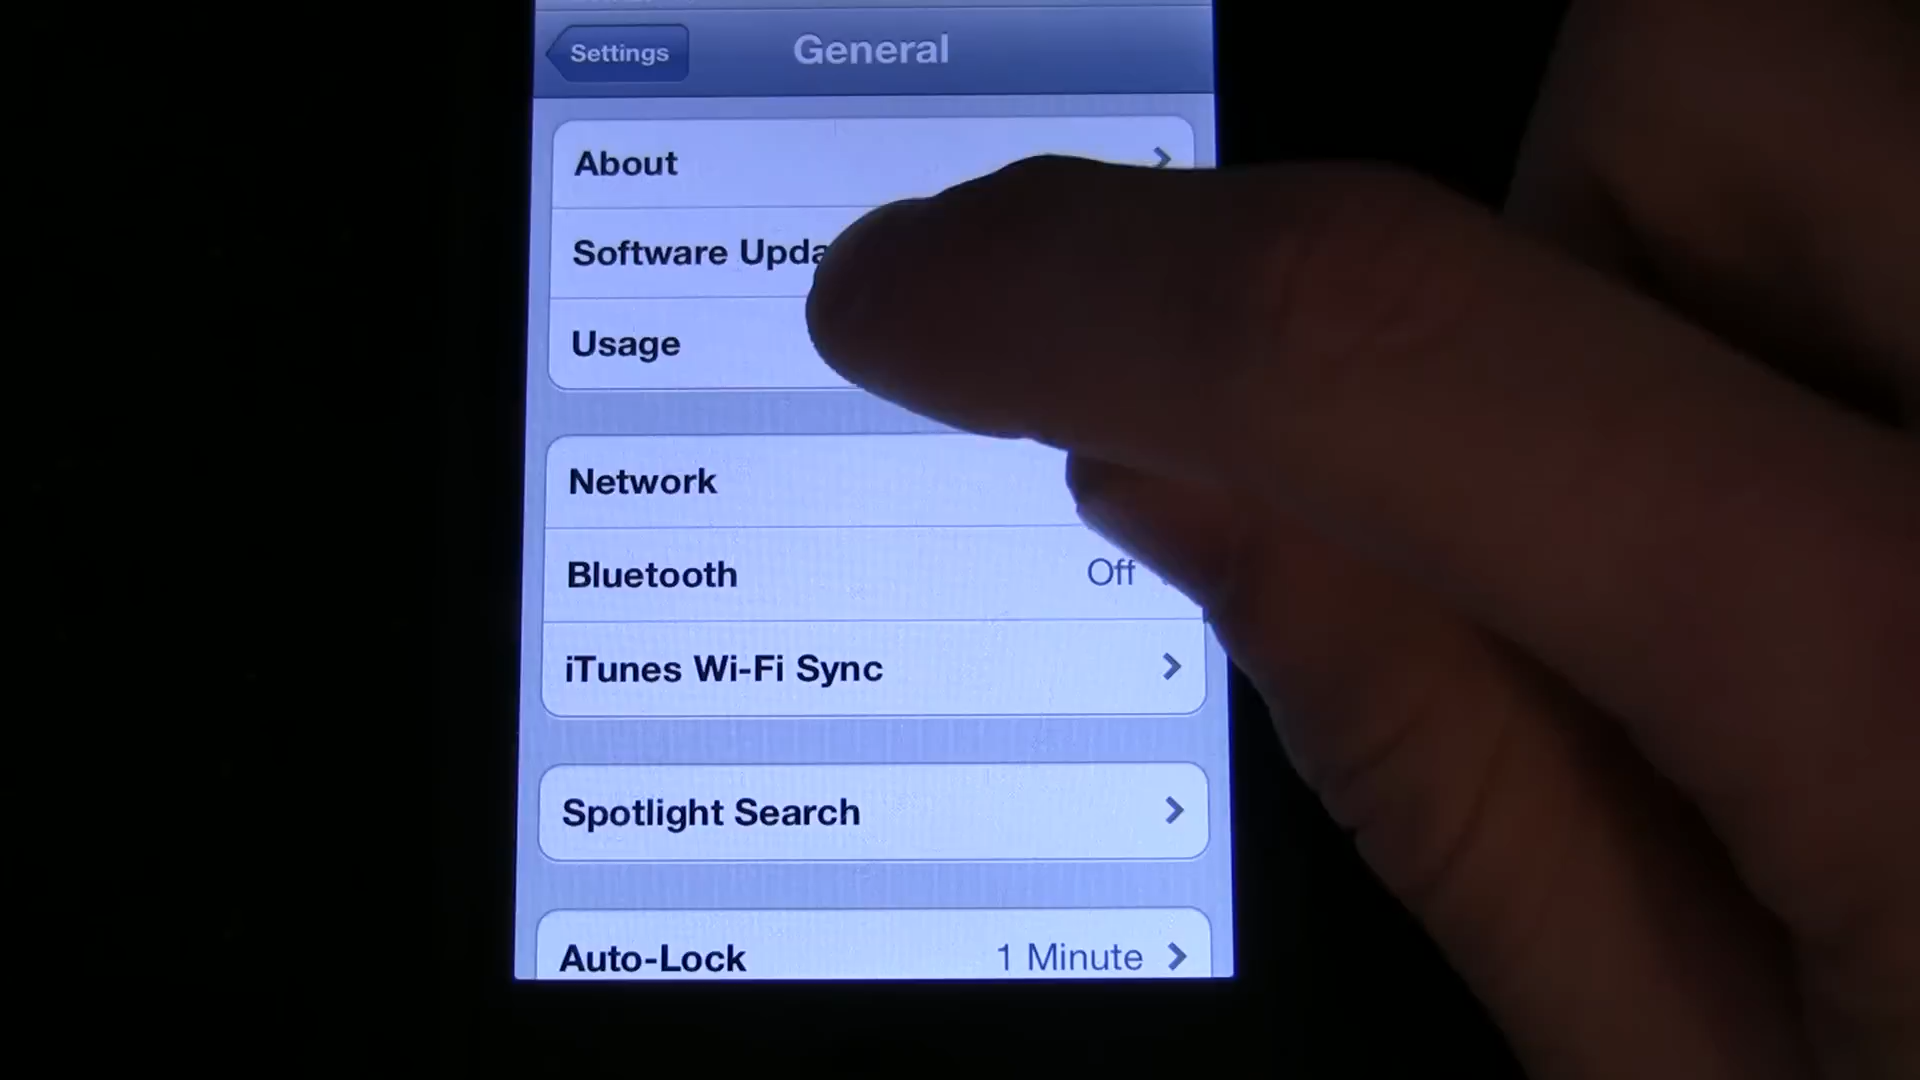 Settings
General
About
Software Upda
Usage
Network
Bluetooth
Off
iTunes Wi-Fi Sync
Spotlight Search
Auto-Lock
1 Minute